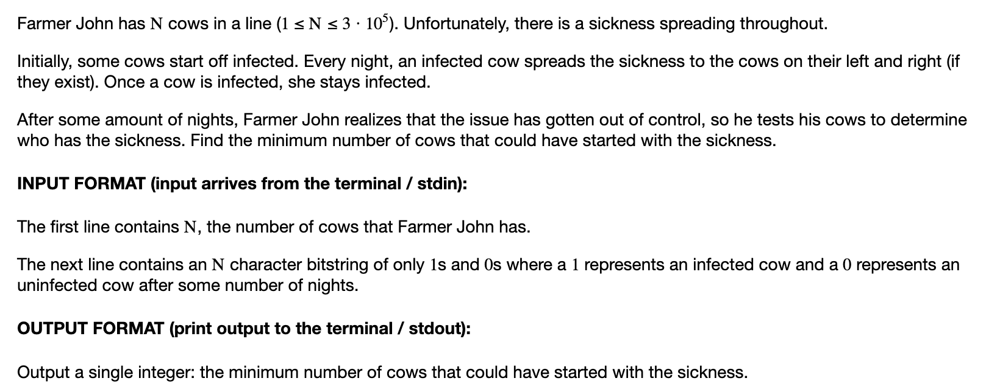 Farmer John has N cows in a line (1 ≤ N ≤ 3 · 10⁵). Unfortunately, there is a sickness spreading throughout.
Initially, some cows start off infected. Every night, an infected cow spreads the sickness to the cows on their left and right (if
they exist). Once a cow is infected, she stays infected.
After some amount of nights, Farmer John realizes that the issue has gotten out of control, so he tests his cows to determine
who has the sickness. Find the minimum number of cows that could have started with the sickness.
INPUT FORMAT (input arrives from the terminal / stdin):
The first line contains N, the number of cows that Farmer John has.
The next line contains an N character bitstring of only 1s and 0s where a 1 represents an infected cow and a 0 represents an
uninfected cow after some number of nights.
OUTPUT FORMAT (print output to the terminal / stdout):
Output a single integer: the minimum number of cows that could have started with the sickness.